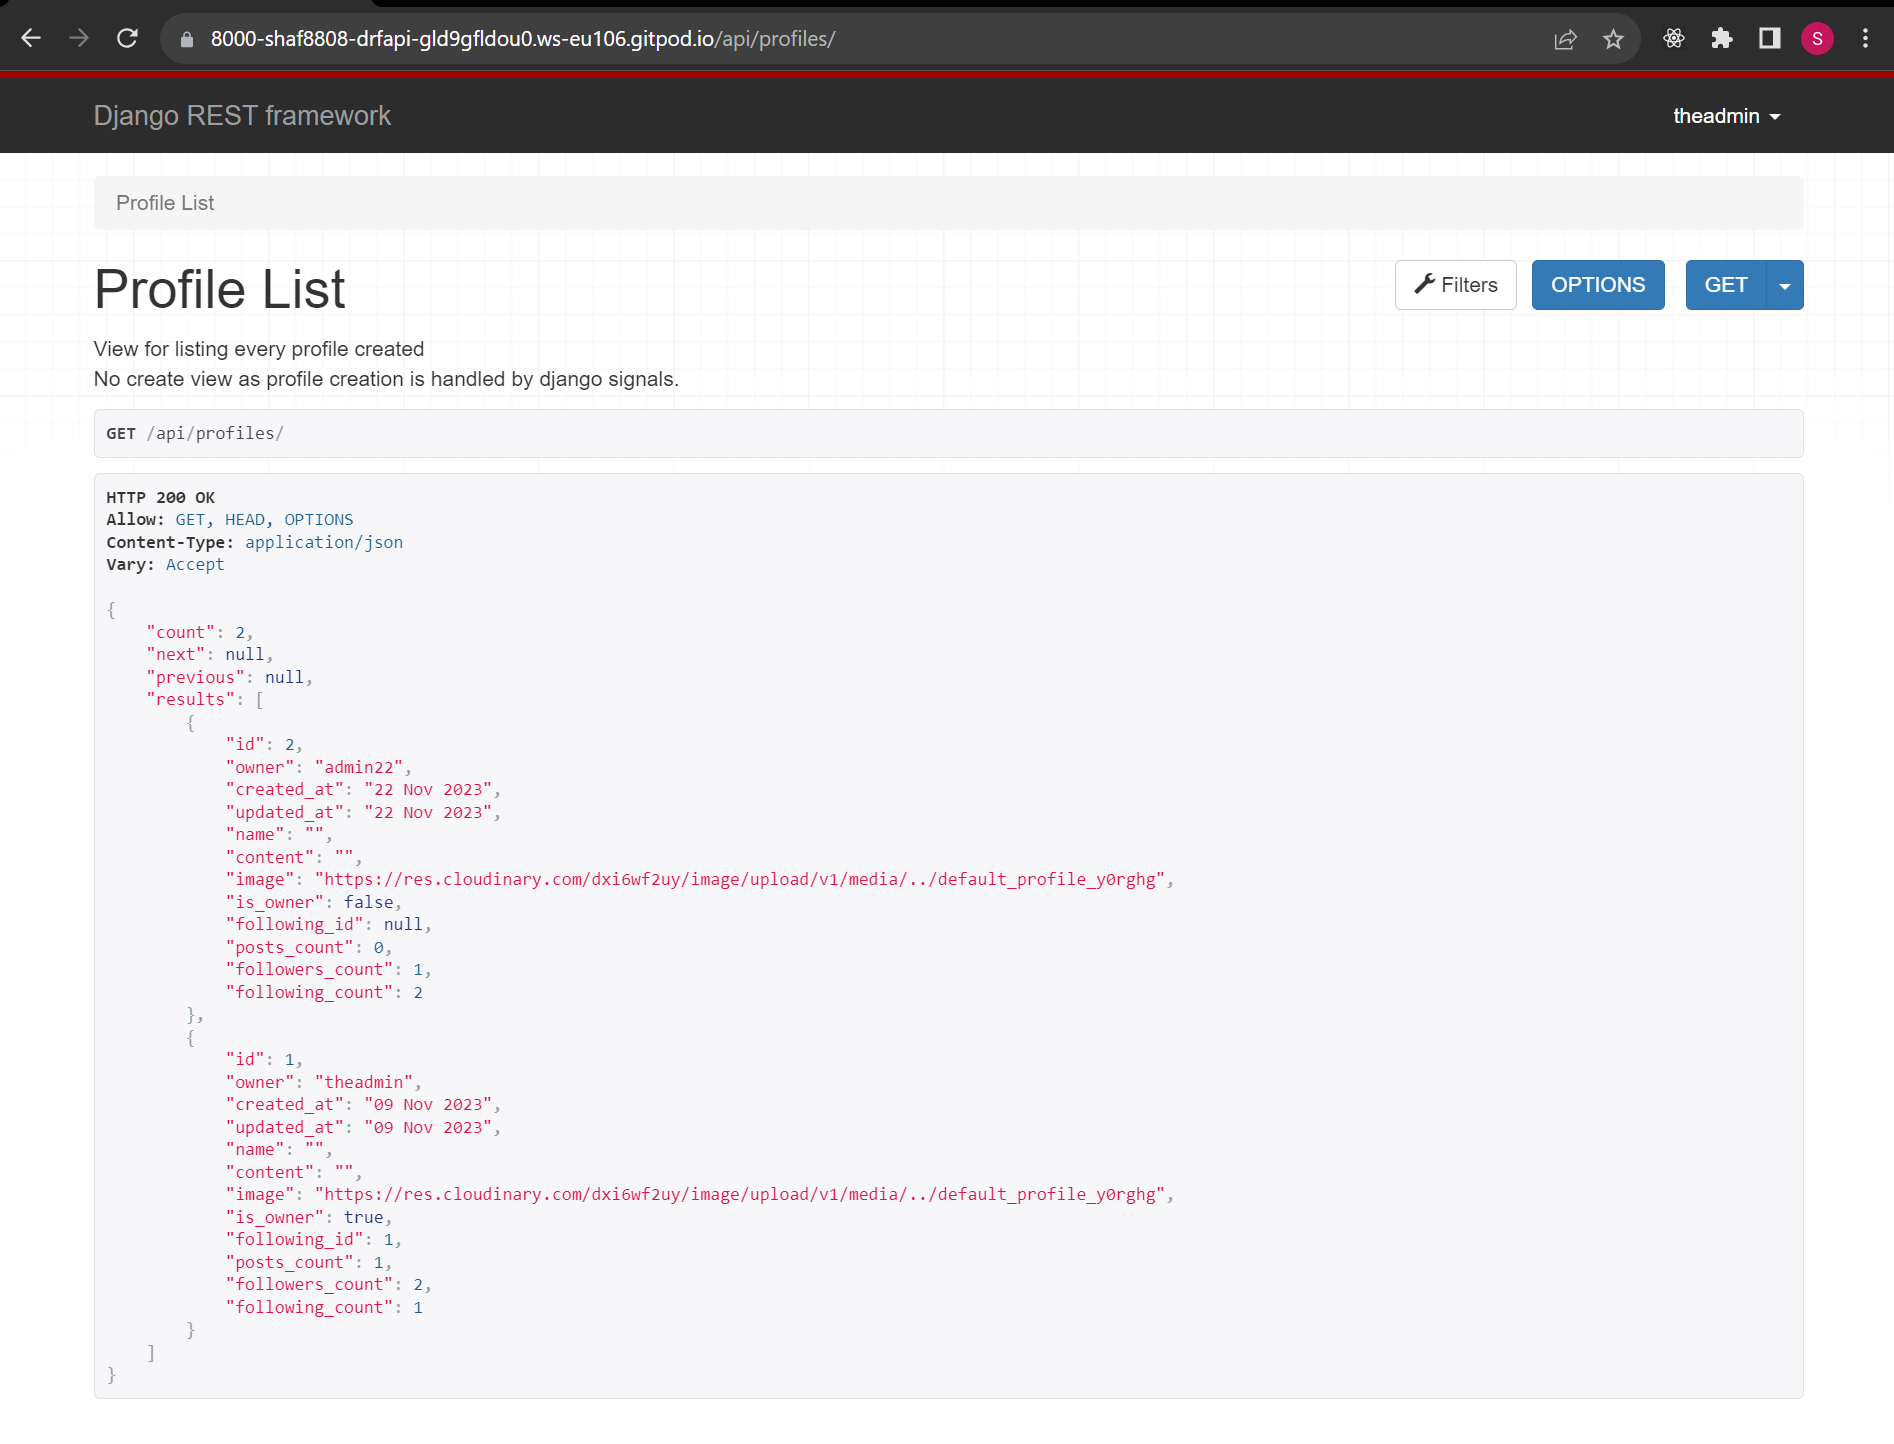 8000-shaf8808-drfapi-gld9gfldou0.ws-eu106.gitpod.io/api/profiles/
S
Django REST framework
theadmin
Profile List
Profile List
Filters
OPTIONS
GET
View for listing every profile created
No create view as profile creation is handled by django signals.
GET /api/profiles/
HTTP 200 OK
Allow: GET, HEAD, OPTIONS
Content-Type: application/json
Vary: Accept
{
    "count": 2,
    "next": null,
    "previous": null,
    "results": [
        {
            "id": 2,
            "owner": "admin22",
            "created_at": "22 Nov 2023",
            "updated_at": "22 Nov 2023",
            "name": "",
            "content": "",
            "image": "https://res.cloudinary.com/dxi6wf2uy/image/upload/v1/media/../default_profile_y0rghg",
            "is_owner": false,
            "following_id": null,
            "posts_count": 0,
            "followers_count": 1,
            "following_count": 2
        },
        {
            "id": 1,
            "owner": "theadmin",
            "created_at": "09 Nov 2023",
            "updated_at": "09 Nov 2023",
            "name": "",
            "content": "",
            "image": "https://res.cloudinary.com/dxi6wf2uy/image/upload/v1/media/../default_profile_y0rghg",
            "is_owner": true,
            "following_id": 1,
            "posts_count": 1,
            "followers_count": 2,
            "following_count": 1
        }
    ]
}